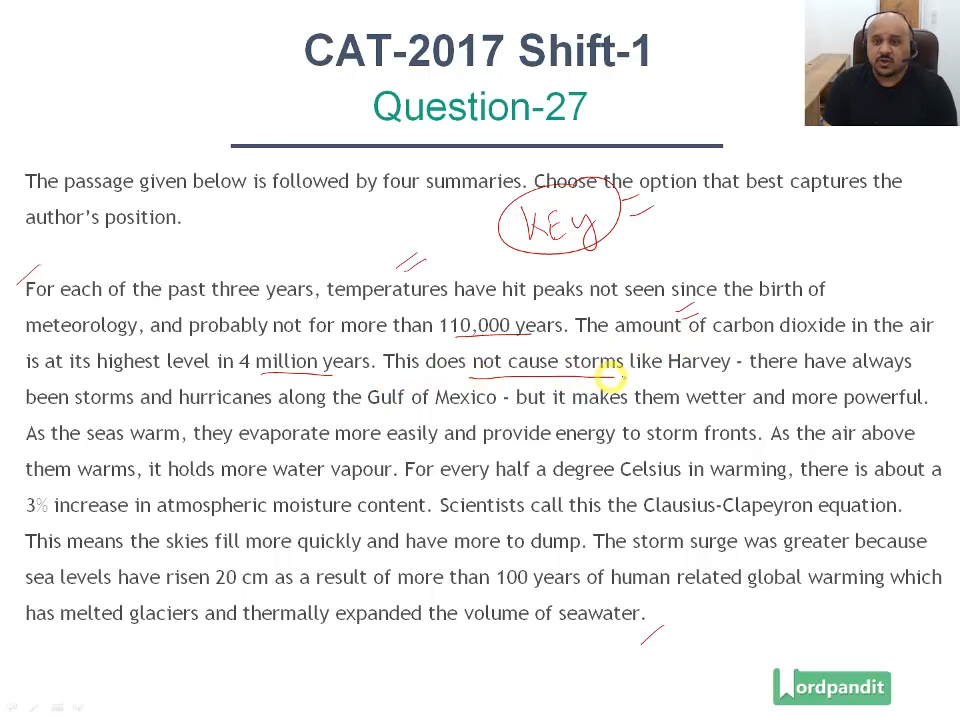 CAT-2017 Shift-1
Question-27
The passage given below is followed by four summaries. Choose the option that best captures the
author's position.
KEY
For each of the past three years, temperatures have hit peaks not seen since the birth of
meteorology, and probably not for more than 110,000 years. The amount of carbon dioxide in the air
is at its highest level in 4 million years. This does not cause storms like Harvey - there have always
been storms and hurricanes along the Gulf of Mexico - but it makes them wetter and more powerful.
As the seas warm, they evaporate more easily and provide energy to storm fronts. As the air above
them warms, it holds more water vapour. For every half a degree Celsius in warming, there is about a
3% increase in atmospheric moisture content. Scientists call this the Clausius-Clapeyron equation.
This means the skies fill more quickly and have more to dump. The storm surge was greater because
sea levels have risen 20 cm as a result of more than 100 years of human related global warming which
has melted glaciers and thermally expanded the volume of seawater.
Wordpandit